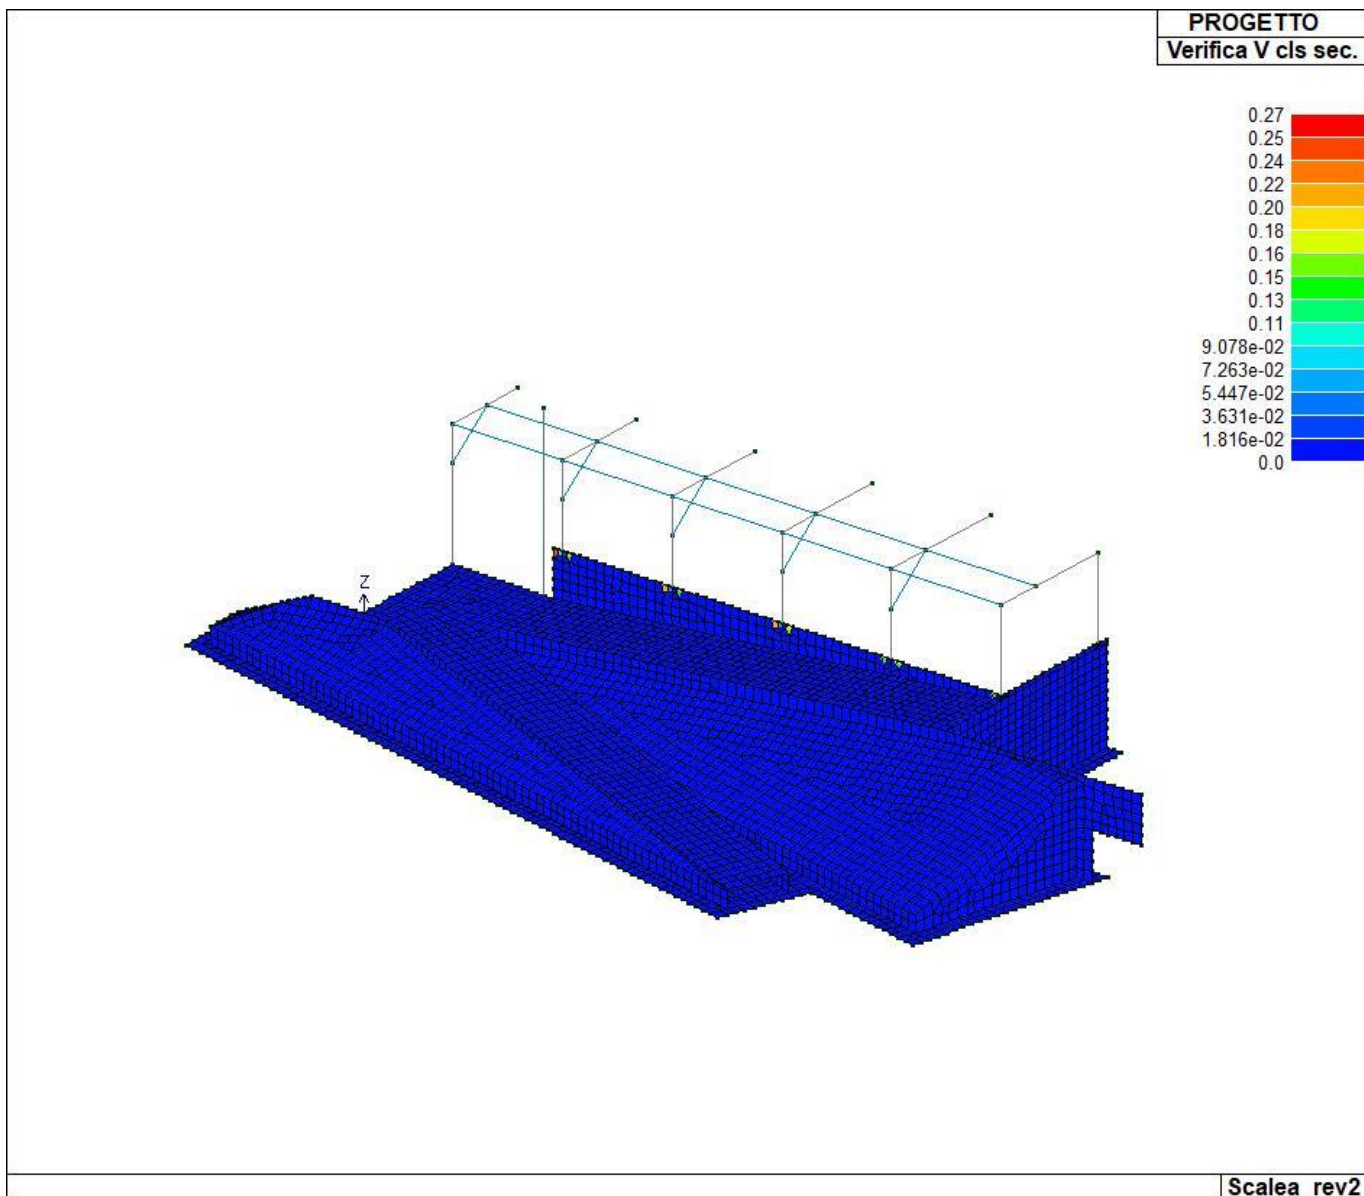 PROGETTO
Verifica V cls sec.
0.27
0.25
0.24
0.22
0.20
0.18
0.16
0.15
0.13
0.11
9.078e-02
7.263e-02
5.447e-02
3.631e-02
1.816e-02
0.0
Z
Scalea rev2